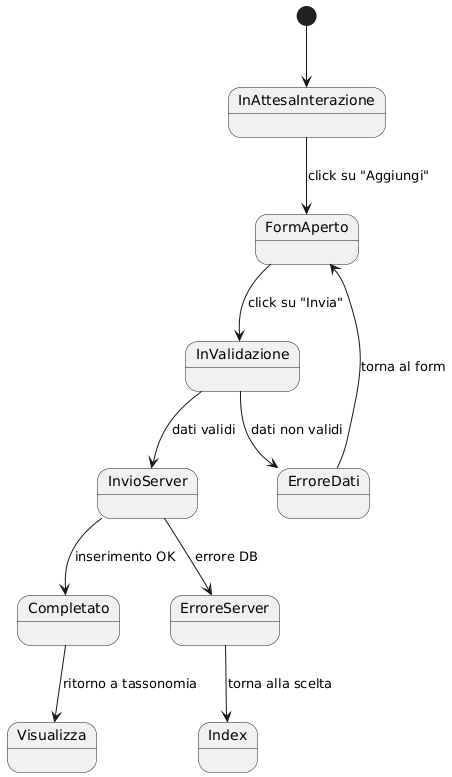 InAttesaInterazione
click su "Aggiungi"
FormAperto
click su "Invia"
InValidazione
torna al form
dati validi
dati non validi
InvioServer
ErroreDati
inserimento OK
errore DB
Completato
ErroreServer
ritorno a tassonomia
torna alla scelta
Visualizza
Index